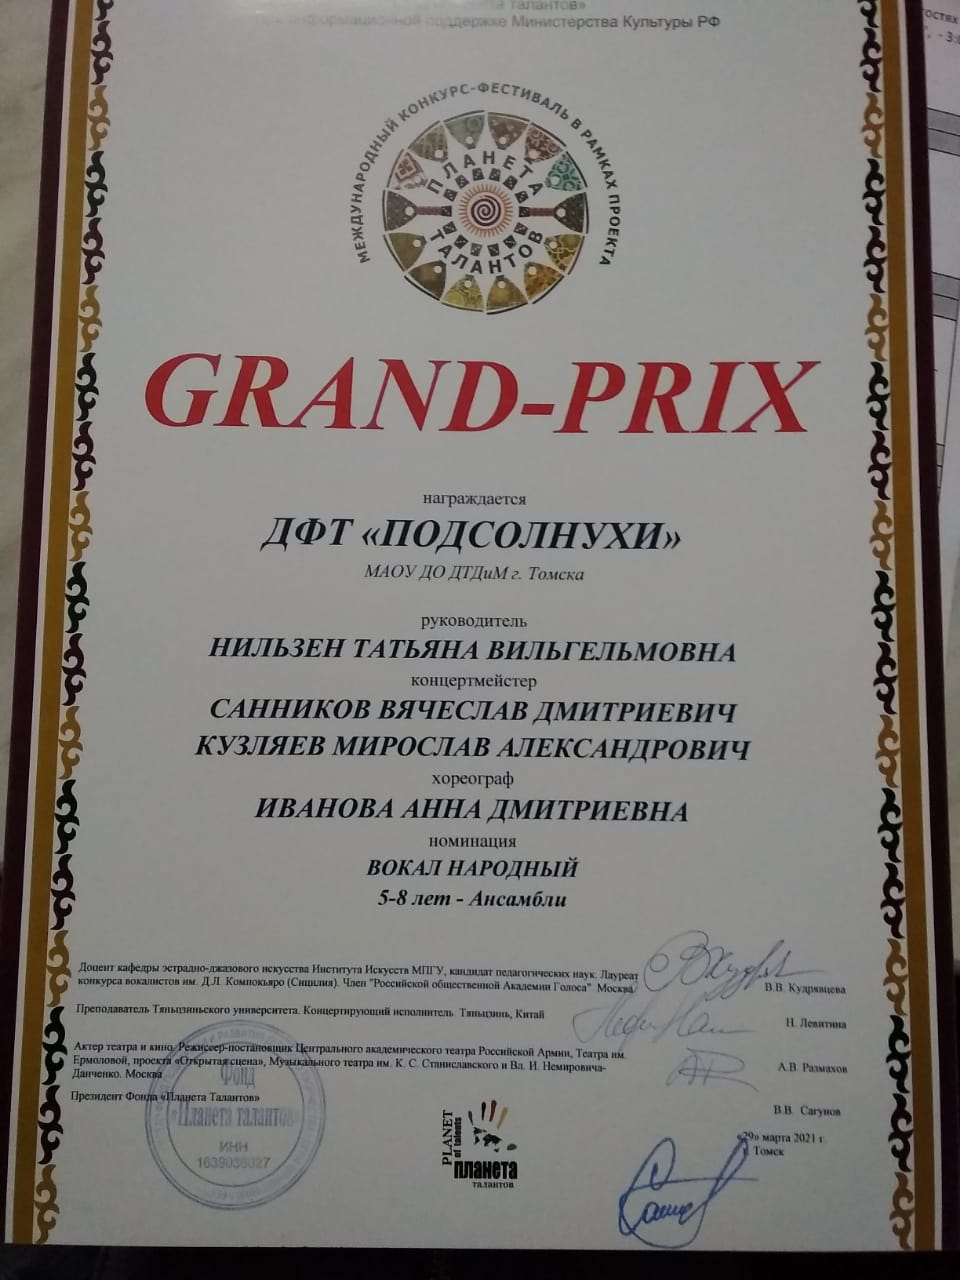 Талантов»
информационной поддержке Министерства Культуры РФ
МЕЖДУНАРОДНЫЙ КОНКУРС-ФЕСТИВАЛЬ В РАМКАХ ПРОЕКТА
ПЛАНЕТА
ТАЛАНТОВ
GRAND-PRIX
награждается
ДФТ «ПОДСОЛНУХИ»
МАОУ ДО ДТДиМ г. Томска
руководитель
НИЛЬЗЕН ТАТЬЯНА ВИЛЬГЕЛЬМОВНА
концертмейстер
САННИКОВ ВЯЧЕСЛАВ ДМИТРИЕВИЧ
КУЗЛЯЕВ МИРОСЛАВ АЛЕКСАНДРОВИЧ
хореограф
ИВАНОВА АННА ДМИТРИЕВНА
номинация
ВОКАЛ НАРОДНЫЙ
5-8 лет - Ансамбли
Доцент кафедры эстрадно-джазового искусства Института Искусств МПГУ, кандидат педагогических наук. Лауреат
конкурса вокалистов им. Д.Л. Компокьяро (Сицилия). Член "Российской общественной Академии Голоса". Москва
В.В. Кудрявцева
Преподаватель Тяньцзиньского университета. Концертирующий исполнитель. Тяньцзинь, Китай
Н. Левитина
Актер театра и кино. Режиссер-постановщик Центрального академического театра Российской Армии, Театра им.
Ермоловой, проекта «Открытая сцена», Музыкального театра им. К. С. Станиславского и Вл. И. Немировича-
Данченко. Москва
А.В. Размахов
Президент Фонда «Планета Талантов»
В.В. Сагунов
«29» марта 2021 г.
г. Томск
Фонд
«Планета талантов»
ИНН
1639036027
PLANET
of talents
планета
талантов